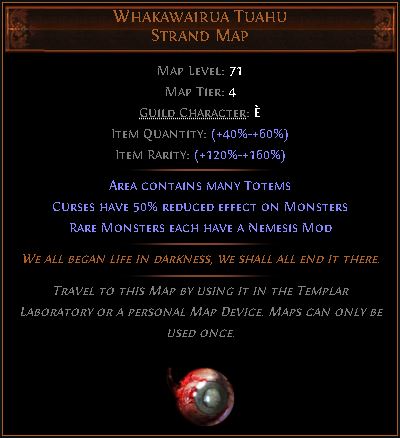 Whakawairua Tuahu
Strand Map
Map Level: 71
Map Tier: 4
Guild Character: È
Item Quantity: (+40%-+60%)
Item Rarity: (+120%-+160%)
Area contains many Totems
Curses have 50% reduced effect on Monsters
Rare Monsters each have a Nemesis Mod
We all began life in darkness, we shall all end it there.
Travel to this Map by using it in the Templar
Laboratory or a personal Map Device. Maps can only be
used once.